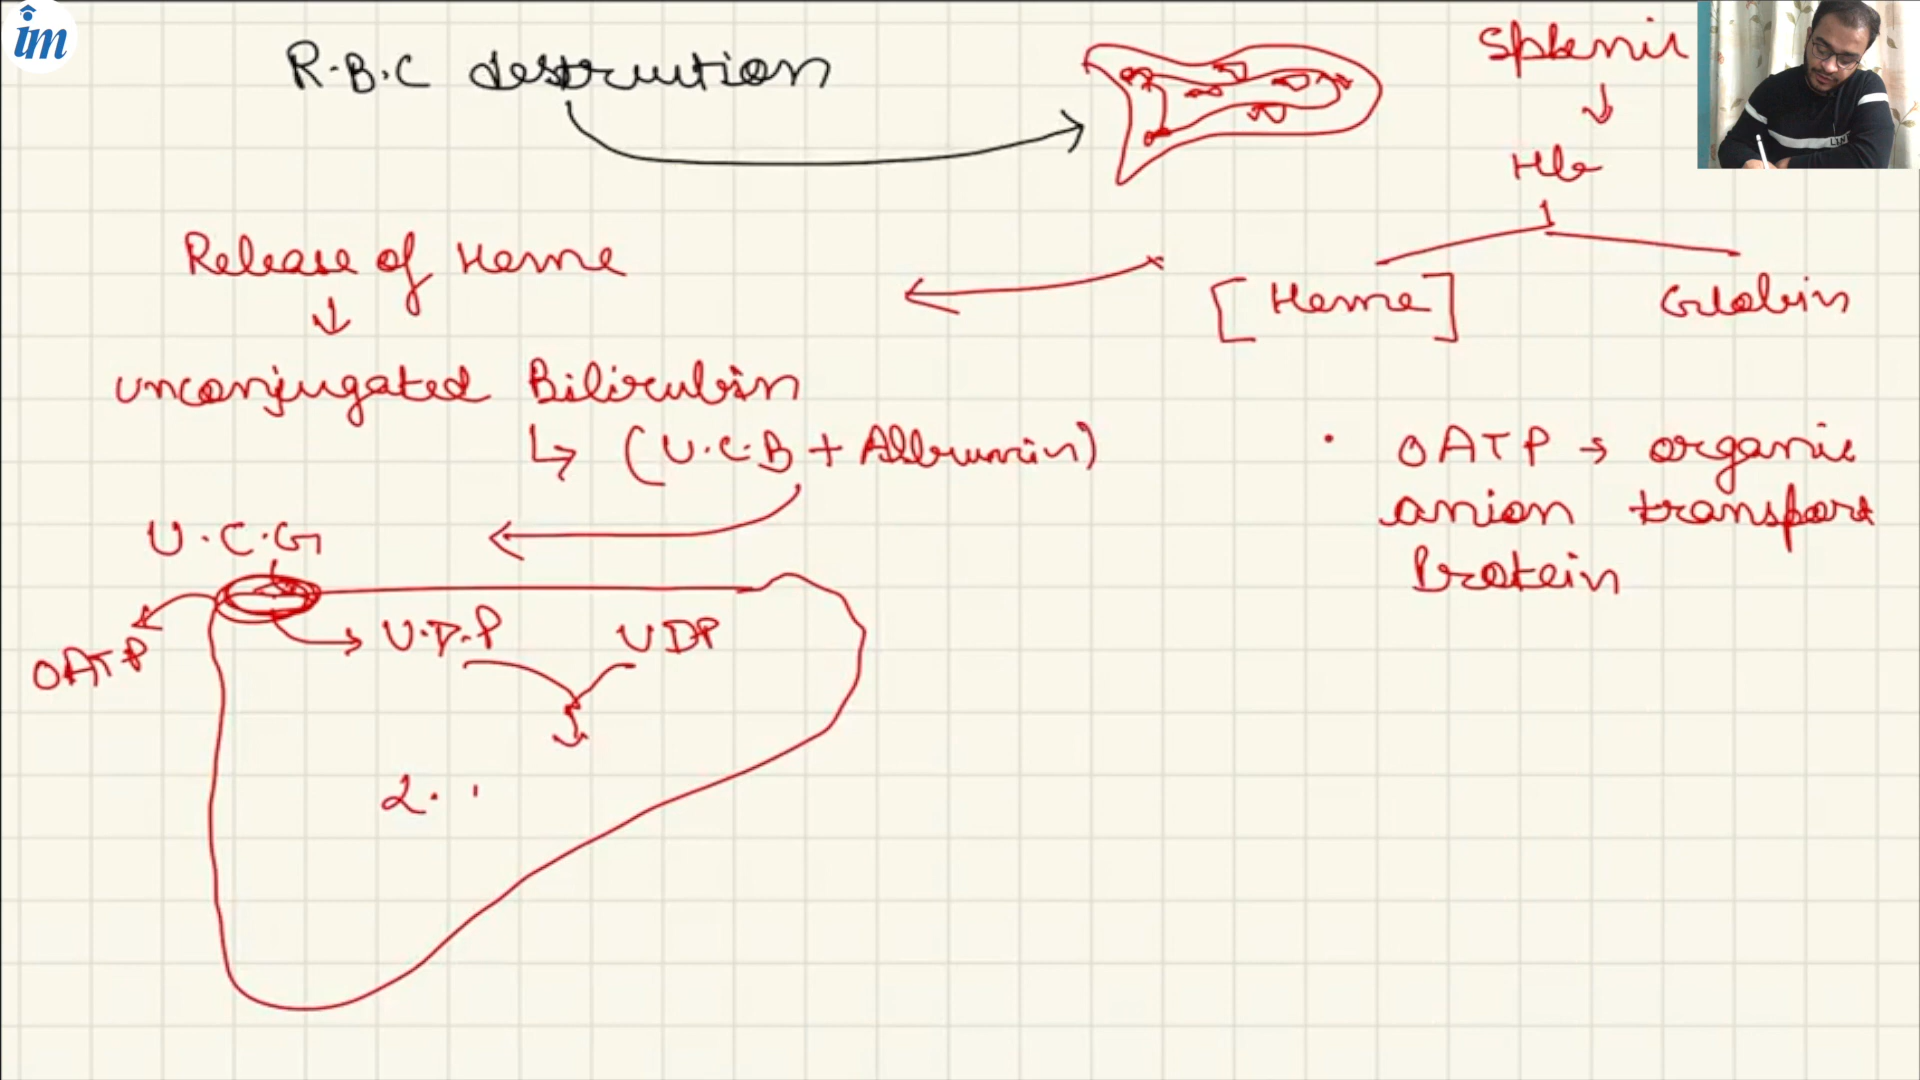 im
R.B.C destruction
Splenic
Hb
Release of Heme
[Heme]
Globin
unconjugated Bilirubin
(U.C.B + Albumin)
• OATP → organic
anion transport
Protein
U.C.G
OATP
U.D.P
UDP
2.